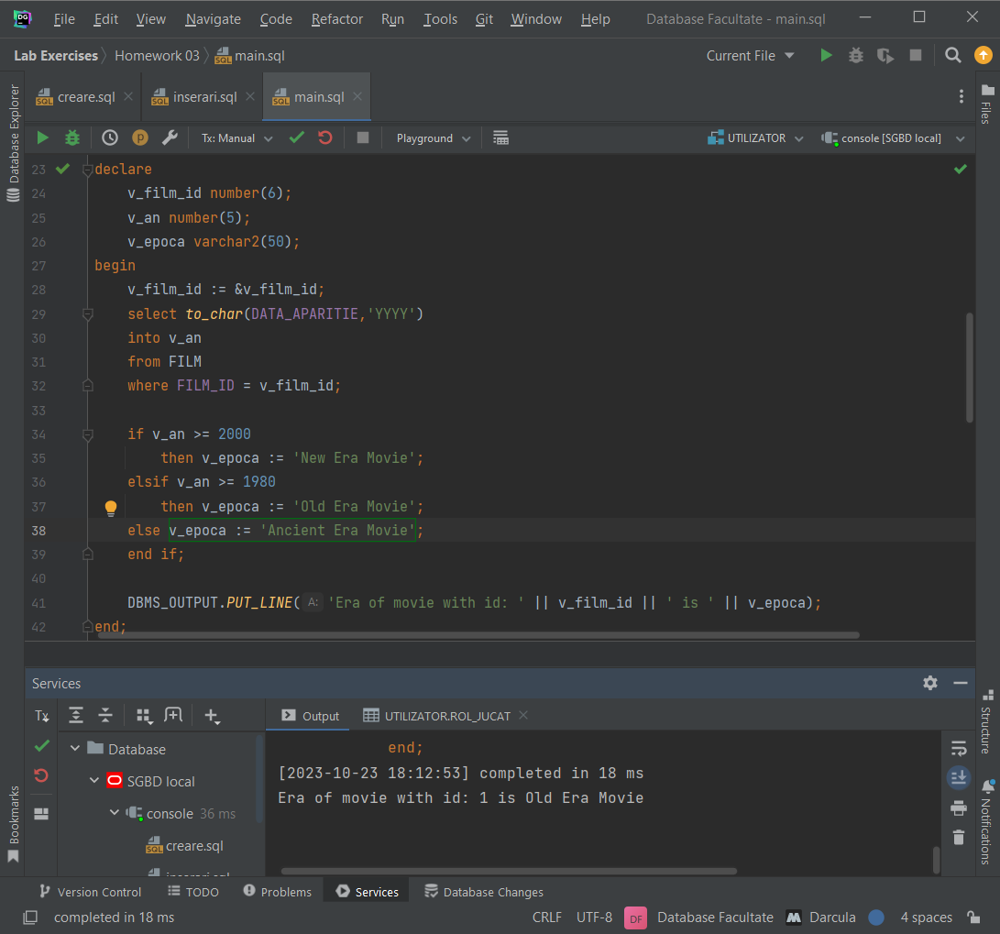 DG File Edit View Navigate Code Refactor Run Tools Git Window Help Database Facultate - main.sql
Lab Exercises Homework 03 main.sql Current File
creare.sql inserari.sql main.sql
Tx: Manual Playground UTILIZATOR console [SGBD local]
Database Explorer
Files
23 declare
24 v_film_id number(6);
25 v_an number(5);
26 v_epoca varchar2(50);
27 begin
28 v_film_id := &v_film_id;
29 select to_char(DATA_APARITIE,'YYYY')
30 into v_an
31 from FILM
32 where FILM_ID = v_film_id;
33
34 if v_an >= 2000
35 then v_epoca := 'New Era Movie';
36 elsif v_an >= 1980
37 then v_epoca := 'Old Era Movie';
38 else v_epoca := 'Ancient Era Movie';
39 end if;
40
41 DBMS_OUTPUT.PUT_LINE( A: 'Era of movie with id: ' || v_film_id || ' is ' || v_epoca);
42 end;
Services
Tx Output UTILIZATOR.ROL_JUCAT
Database
SGBD local
console 36 ms
creare.sql
inserari.sql
end;
[2023-10-23 18:12:53] completed in 18 ms
Era of movie with id: 1 is Old Era Movie
Structure
Notifications
Bookmarks
Version Control TODO Problems Services Database Changes
completed in 18 ms CRLF UTF-8 DF Database Facultate Darcula 4 spaces